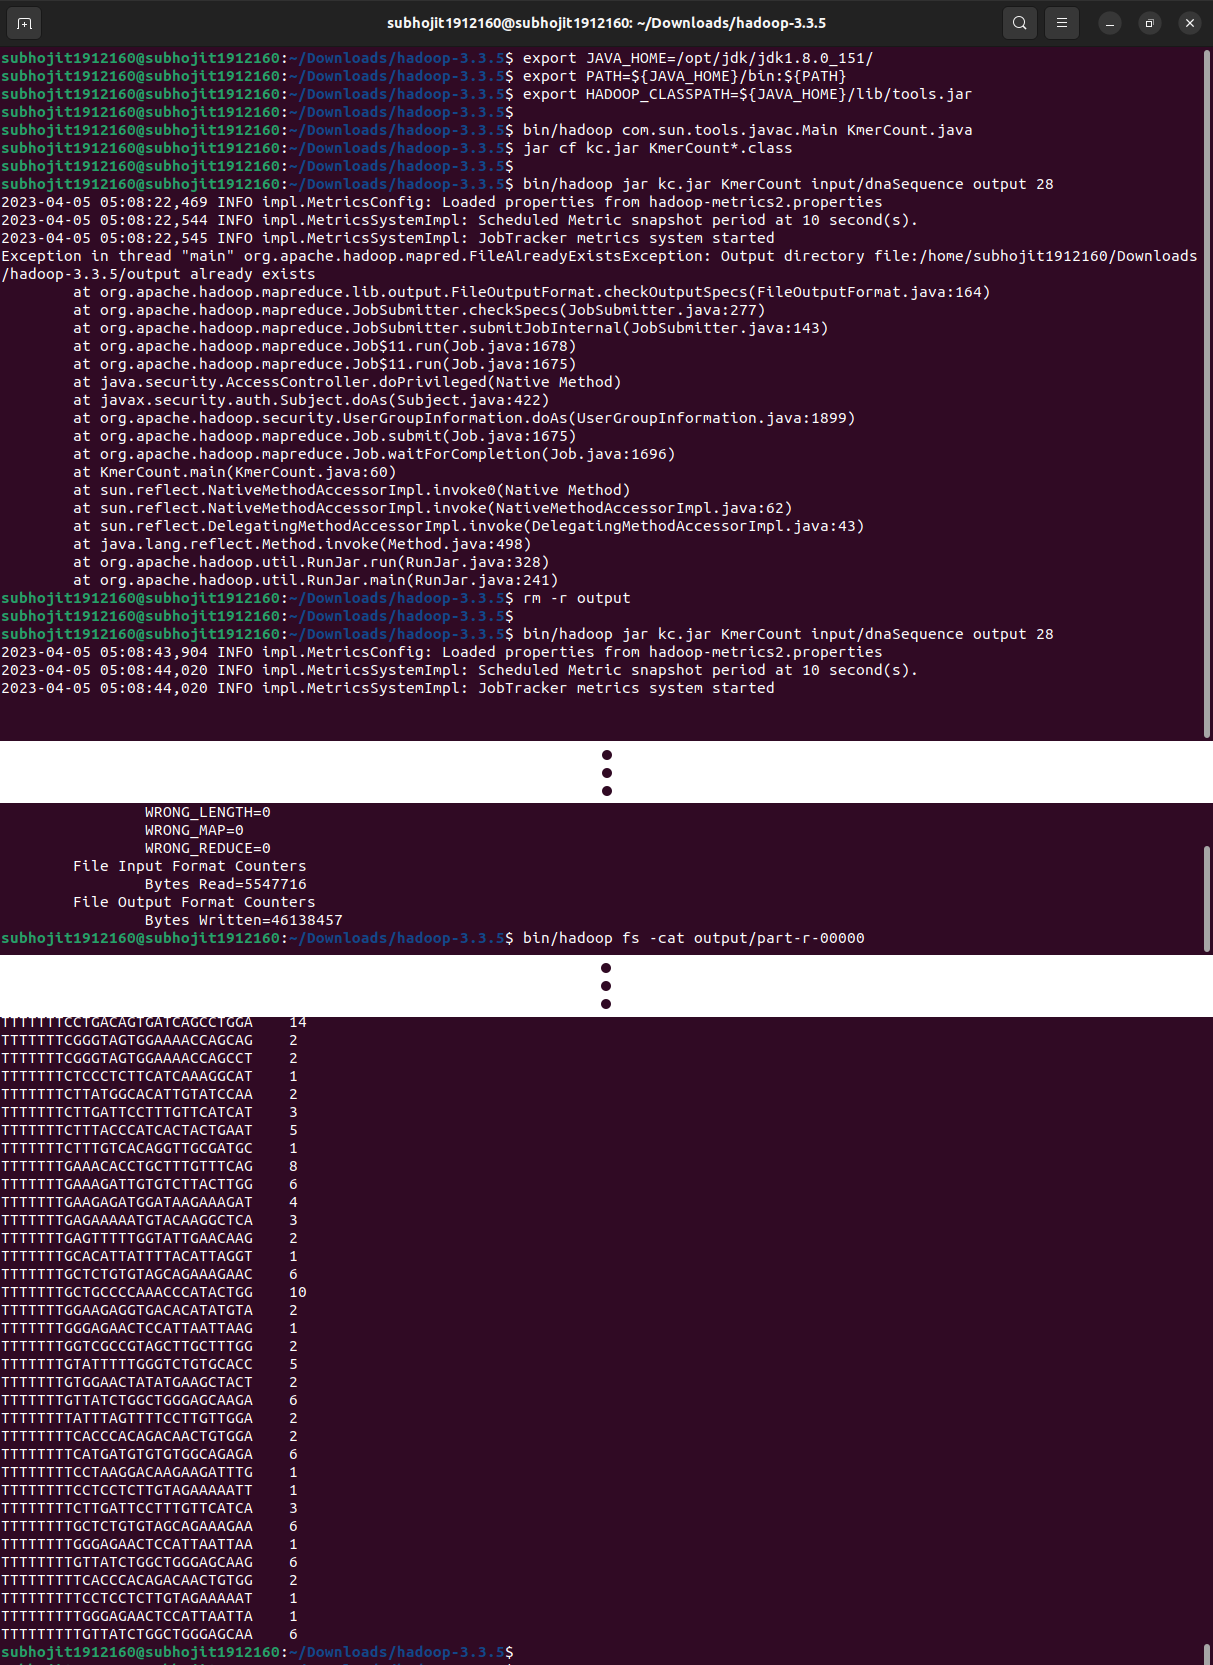 subhojit1912160@subhojit1912160: ~/Downloads/hadoop-3.3.5
subhojit1912160@subhojit1912160:~/Downloads/hadoop-3.3.5$ export JAVA_HOME=/opt/jdk/jdk1.8.0_151/
subhojit1912160@subhojit1912160:~/Downloads/hadoop-3.3.5$ export PATH=${JAVA_HOME}/bin:${PATH}
subhojit1912160@subhojit1912160:~/Downloads/hadoop-3.3.5$ export HADOOP_CLASSPATH=${JAVA_HOME}/lib/tools.jar
subhojit1912160@subhojit1912160:~/Downloads/hadoop-3.3.5$
subhojit1912160@subhojit1912160:~/Downloads/hadoop-3.3.5$ bin/hadoop com.sun.tools.javac.Main KmerCount.java
subhojit1912160@subhojit1912160:~/Downloads/hadoop-3.3.5$ jar cf kc.jar KmerCount*.class
subhojit1912160@subhojit1912160:~/Downloads/hadoop-3.3.5$
subhojit1912160@subhojit1912160:~/Downloads/hadoop-3.3.5$ bin/hadoop jar kc.jar KmerCount input/dnaSequence output 28
2023-04-05 05:08:22,469 INFO impl.MetricsConfig: Loaded properties from hadoop-metrics2.properties
2023-04-05 05:08:22,544 INFO impl.MetricsSystemImpl: Scheduled Metric snapshot period at 10 second(s).
2023-04-05 05:08:22,545 INFO impl.MetricsSystemImpl: JobTracker metrics system started
Exception in thread "main" org.apache.hadoop.mapred.FileAlreadyExistsException: Output directory file:/home/subhojit1912160/Downloads
/hadoop-3.3.5/output already exists
at org.apache.hadoop.mapreduce.lib.output.FileOutputFormat.checkOutputSpecs(FileOutputFormat.java:164)
at org.apache.hadoop.mapreduce.JobSubmitter.checkSpecs(JobSubmitter.java:277)
at org.apache.hadoop.mapreduce.JobSubmitter.submitJobInternal(JobSubmitter.java:143)
at org.apache.hadoop.mapreduce.Job$11.run(Job.java:1678)
at org.apache.hadoop.mapreduce.Job$11.run(Job.java:1675)
at java.security.AccessController.doPrivileged(Native Method)
at javax.security.auth.Subject.doAs(Subject.java:422)
at org.apache.hadoop.security.UserGroupInformation.doAs(UserGroupInformation.java:1899)
at org.apache.hadoop.mapreduce.Job.submit(Job.java:1675)
at org.apache.hadoop.mapreduce.Job.waitForCompletion(Job.java:1696)
at KmerCount.main(KmerCount.java:60)
at sun.reflect.NativeMethodAccessorImpl.invoke0(Native Method)
at sun.reflect.NativeMethodAccessorImpl.invoke(NativeMethodAccessorImpl.java:62)
at sun.reflect.DelegatingMethodAccessorImpl.invoke(DelegatingMethodAccessorImpl.java:43)
at java.lang.reflect.Method.invoke(Method.java:498)
at org.apache.hadoop.util.RunJar.run(RunJar.java:328)
at org.apache.hadoop.util.RunJar.main(RunJar.java:241)
subhojit1912160@subhojit1912160:~/Downloads/hadoop-3.3.5$ rm -r output
subhojit1912160@subhojit1912160:~/Downloads/hadoop-3.3.5$
subhojit1912160@subhojit1912160:~/Downloads/hadoop-3.3.5$ bin/hadoop jar kc.jar KmerCount input/dnaSequence output 28
2023-04-05 05:08:43,904 INFO impl.MetricsConfig: Loaded properties from hadoop-metrics2.properties
2023-04-05 05:08:44,020 INFO impl.MetricsSystemImpl: Scheduled Metric snapshot period at 10 second(s).
2023-04-05 05:08:44,020 INFO impl.MetricsSystemImpl: JobTracker metrics system started
WRONG_LENGTH=0
WRONG_MAP=0
WRONG_REDUCE=0
File Input Format Counters
Bytes Read=5547716
File Output Format Counters
Bytes Written=46138457
subhojit1912160@subhojit1912160:~/Downloads/hadoop-3.3.5$ bin/hadoop fs -cat output/part-r-00000
TTTTTTTCCTGACAGTGATCAGCCTGGA 14
TTTTTTTCGGGTAGTGGAAAACCAGCAG 2
TTTTTTTCGGGTAGTGGAAAACCAGCCT 2
TTTTTTTCTCCCTCTTCATCAAAGGCAT 1
TTTTTTTCTTATGGCACATTGTATCCAA 2
TTTTTTTCTTGATTCCTTTGTTCATCAT 3
TTTTTTTCTTTACCCATCACTACTGAAT 5
TTTTTTTCTTTGTCACAGGTTGCGATGC 1
TTTTTTTGAAACACCTGCTTTGTTTCAG 8
TTTTTTTGAAAGATTGTGTCTTACTTGG 6
TTTTTTTGAAGAGATGGATAAGAAAGAT 4
TTTTTTTGAGAAAAATGTACAAGGCTCA 3
TTTTTTTGAGTTTTTGGTATTGAACAAG 2
TTTTTTTGCACATTATTTTACATTAGGT 1
TTTTTTTGCTCTGTGTAGCAGAAAGAAC 6
TTTTTTTGCTGCCCCAAACCCATACTGG 10
TTTTTTTGGAAGAGGTGACACATATGTA 2
TTTTTTTGGGAGAACTCCATTAATTAAG 1
TTTTTTTGGTCGCCGTAGCTTGCTTTGG 2
TTTTTTTGTATTTTTGGGTCTGTGCACC 5
TTTTTTTGTGGAACTATATGAAGCTACT 2
TTTTTTTGTTATCTGGCTGGGAGCAAGA 6
TTTTTTTTATTTAGTTTTCCTTGTTGGA 2
TTTTTTTTCACCCACAGACAACTGTGGA 2
TTTTTTTTCATGATGTGTGTGGCAGAGA 6
TTTTTTTTCCTAAGGACAAGAAGATTTG 1
TTTTTTTTCCTCCTCTTGTAGAAAAATT 1
TTTTTTTTCTTGATTCCTTTGTTCATCA 3
TTTTTTTTGCTCTGTGTAGCAGAAAGAA 6
TTTTTTTTGGGAGAACTCCATTAATTAA 1
TTTTTTTTGTTATCTGGCTGGGAGCAAG 6
TTTTTTTTTCACCCACAGACAACTGTGG 2
TTTTTTTTTCCTCCTCTTGTAGAAAAAT 1
TTTTTTTTTGGGAGAACTCCATTAATTA 1
TTTTTTTTTGTTATCTGGCTGGGAGCAA 6
subhojit1912160@subhojit1912160:~/Downloads/hadoop-3.3.5$